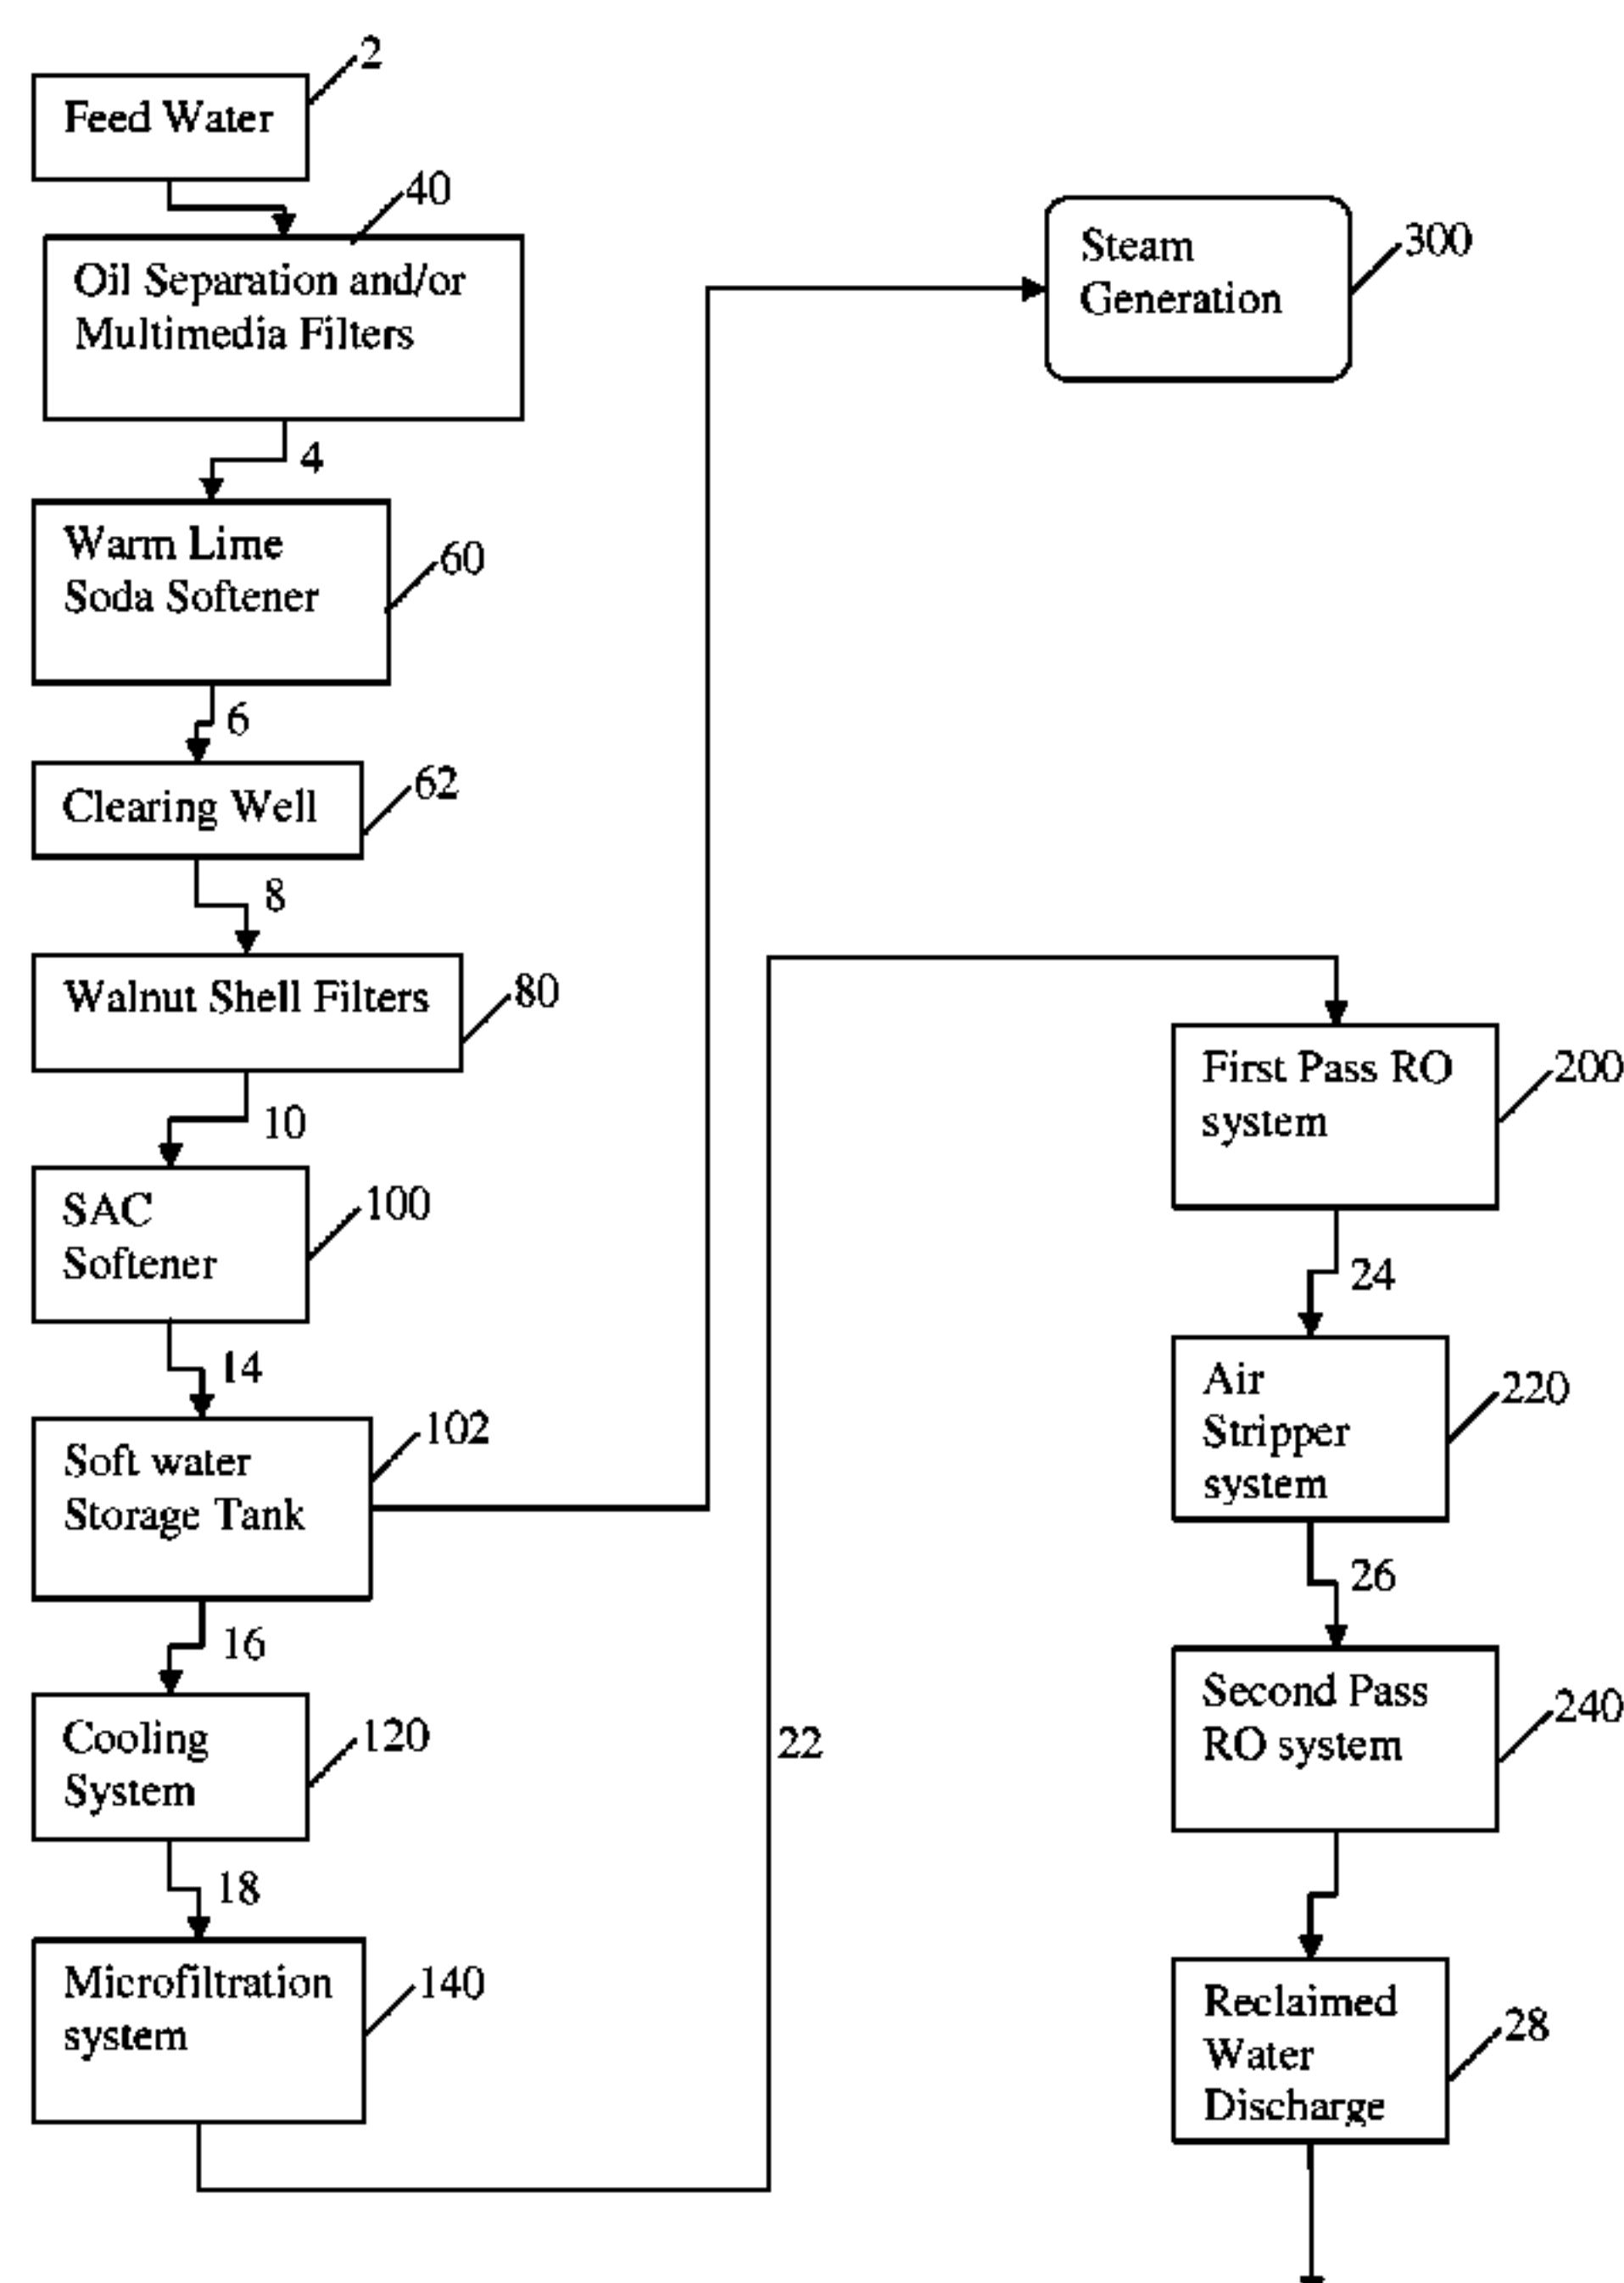 2
Feed Water
40
Oil Separation and/or
Multimedia Filters
4
Warm Lime
Soda Softener
60
6
Clearing Well
62
8
Walnut Shell Filters
80
10
SAC
Softener
100
14
Soft water
Storage Tank
102
16
Cooling
System
120
18
Microfiltration
system
140
22
Steam
Generation
300
First Pass RO
system
200
24
Air
Stripper
system
220
26
Second Pass
RO system
240
Reclaimed
Water
Discharge
28